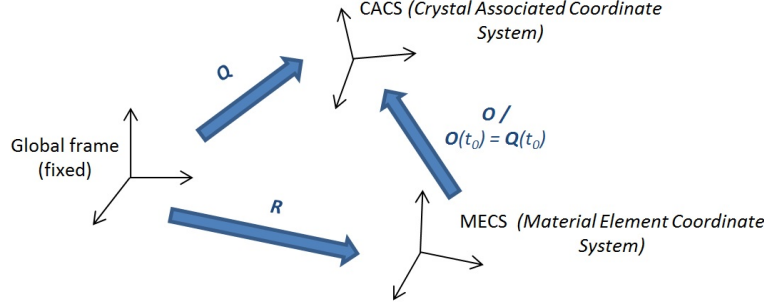 CACS (Crystal Associated Coordinate
System)
Q
O /
O(t₀) = Q(t₀)
Global frame
(fixed)
R
MECS (Material Element Coordinate
System)